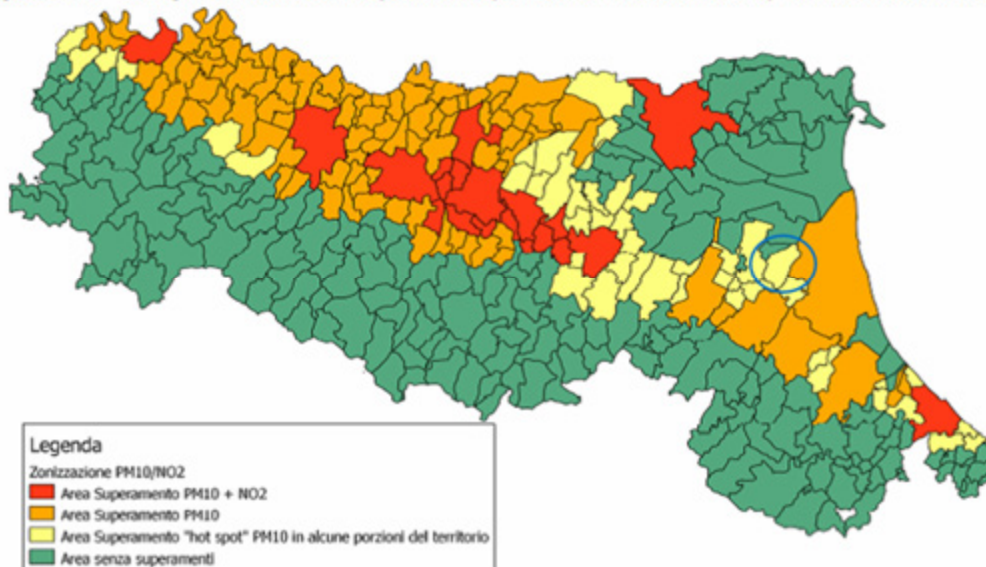 Legenda
Zonizzazione PM10/NO2
Area Superamento PM10 + NO2
Area Superamento PM10
Area Superamento "hot spot" PM10 in alcune porzioni del territorio
Area senza superamenti